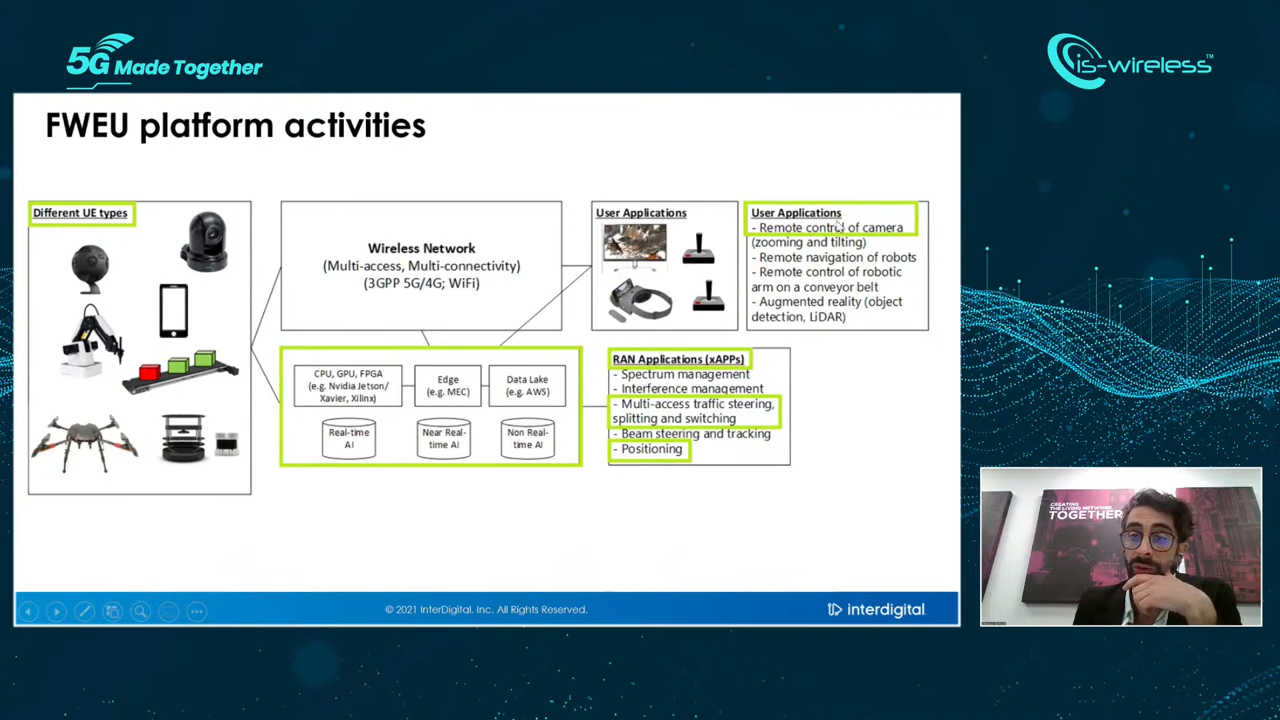 5G Made Together
is-wireless™
FWEU platform activities
Different UE types
Wireless Network
(Multi-access, Multi-connectivity)
(3GPP 5G/4G; WiFi)
User Applications
User Applications
- Remote control of camera
(zooming and tilting)
- Remote navigation of robots
- Remote control of robotic
arm on a conveyor belt
- Augmented reality (object
detection, LiDAR)
CPU, GPU, FPGA
(e.g. Nvidia Jetson/
Xavier, Xilinx)
Edge
(e.g. MEC)
Data Lake
(e.g. AWS)
Real-time
AI
Near Real-
time AI
Non Real-
time AI
RAN Applications (xAPPs)
- Spectrum management
- Interference management
- Multi-access traffic steering,
splitting and switching
- Beam steering and tracking
- Positioning
© 2021 InterDigital, Inc. All Rights Reserved.
interdigital
CREATING
THE LIVING NETWORK
TOGETHER